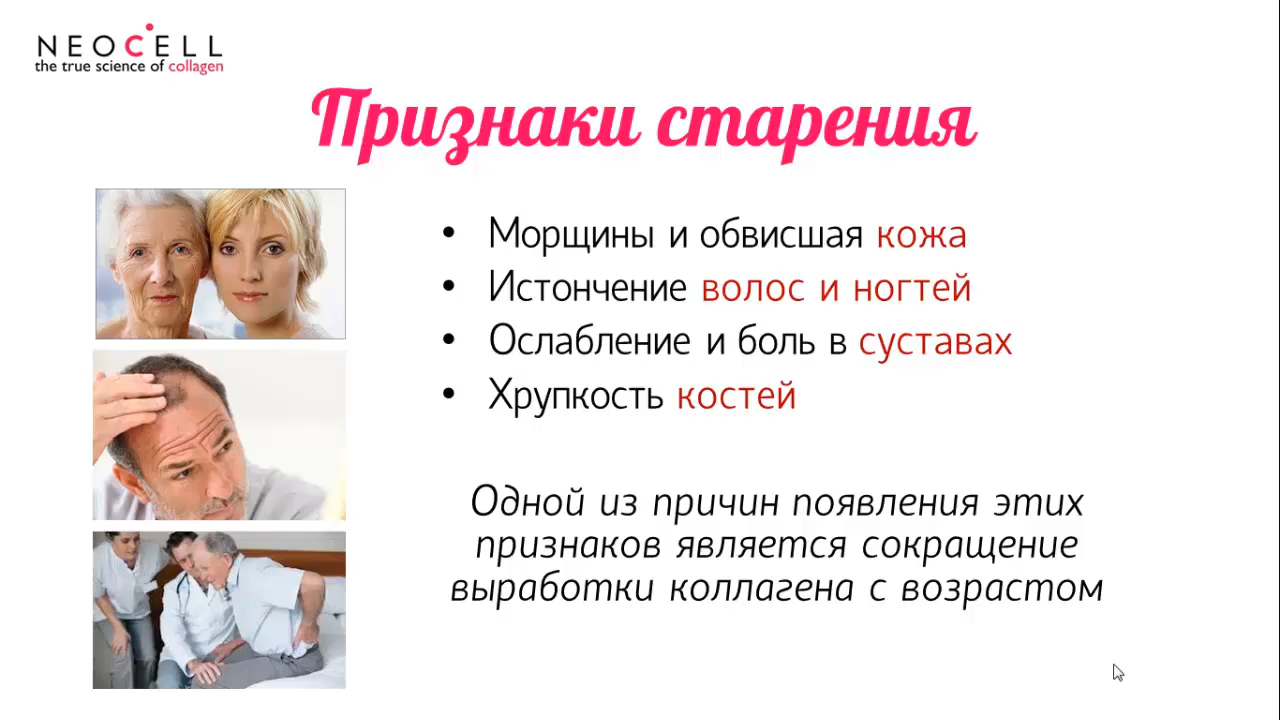 NEOCELL
the true science of collagen
Признаки старения
• Морщины и обвисшая кожа
• Истончение волос и ногтей
• Ослабление и боль в суставах
• Хрупкость костей
Одной из причин появления этих
признаков является сокращение
выработки коллагена с возрастом